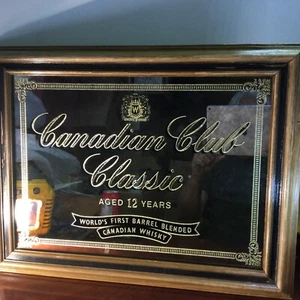 Canadian Club
Classic
AGED 12 YEARS
WORLD'S FIRST BARREL BLENDED
CANADIAN WHISKY